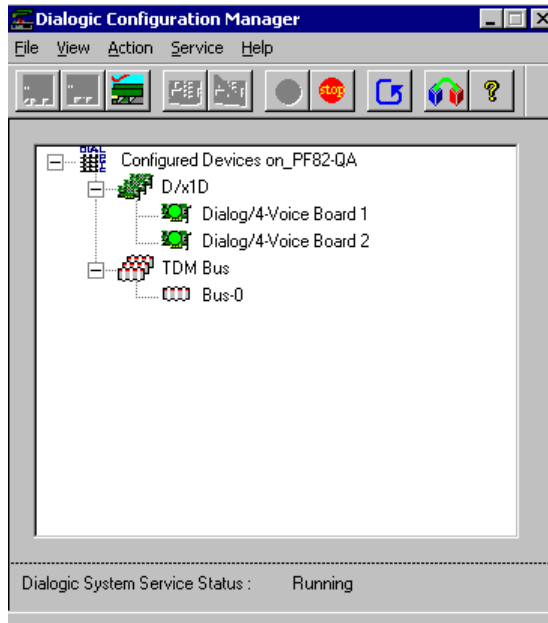 Dialogic Configuration Manager
File View Action Service Help
stop
?
DIAL
Configured Devices on_PF82-QA
D/x1D
Dialog/4-Voice Board 1
Dialog/4-Voice Board 2
TDM Bus
Bus-0
Dialogic System Service Status : Running